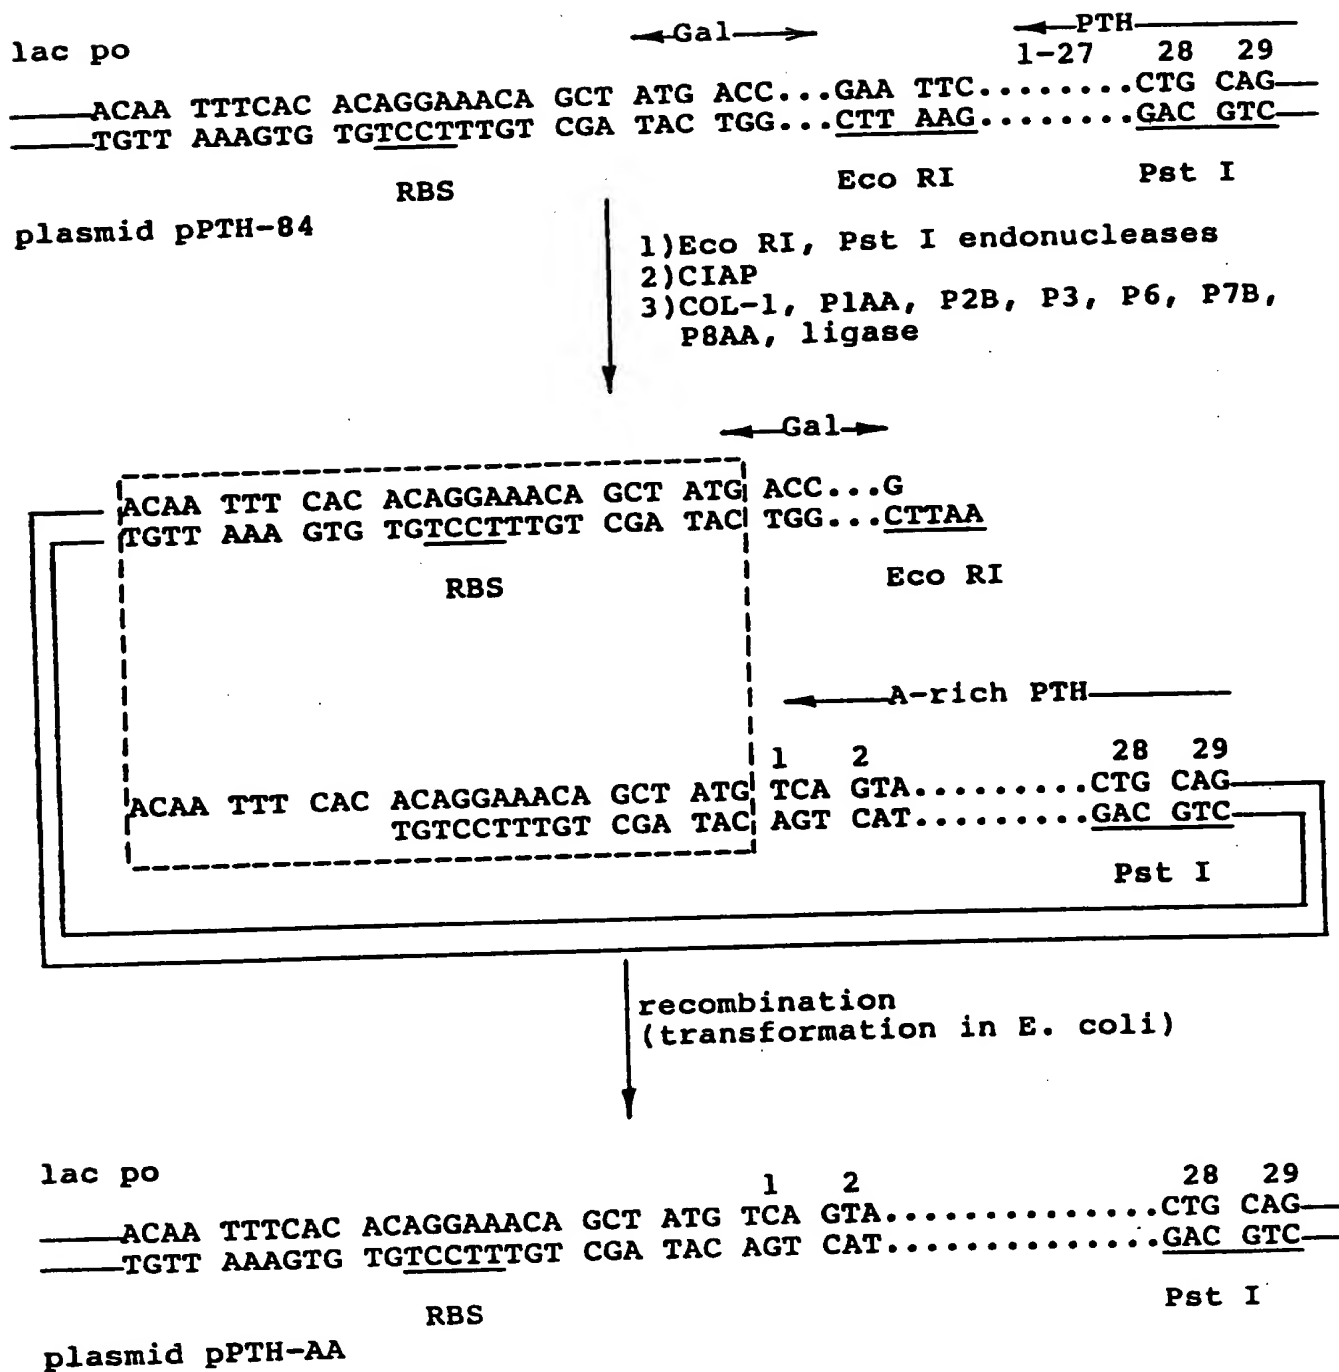 lac po
Gal
PTH
1-27 28 29
ACAA TTTCAC ACAGGAAACA GCT ATG ACC...GAA TTC........CTG CAG
TGTT AAAGTG TGTCCTTTGT CGA TAC TGG...CTT AAG........GAC GTC
RBS
Eco RI
Pst I
plasmid pPTH-84
1)Eco RI, Pst I endonucleases
2)CIAP
3)COL-1, P1AA, P2B, P3, P6, P7B,
P8AA, ligase
Gal
ACAA TTT CAC ACAGGAAACA GCT ATG ACC...G
TGTT AAA GTG TGTCCTTTGT CGA TAC TGG...CTTAA
RBS
Eco RI
A-rich PTH
1 2 28 29
ACAA TTT CAC ACAGGAAACA GCT ATG TCA GTA.........CTG CAG
TGTCCTTTGT CGA TAC AGT CAT.........GAC GTC
Pst I
recombination
(transformation in E. coli)
lac po
1 2 28 29
ACAA TTTCAC ACAGGAAACA GCT ATG TCA GTA..............CTG CAG
TGTT AAAGTG TGTCCTTTGT CGA TAC AGT CAT..............GAC GTC
RBS
Pst I
plasmid pPTH-AA